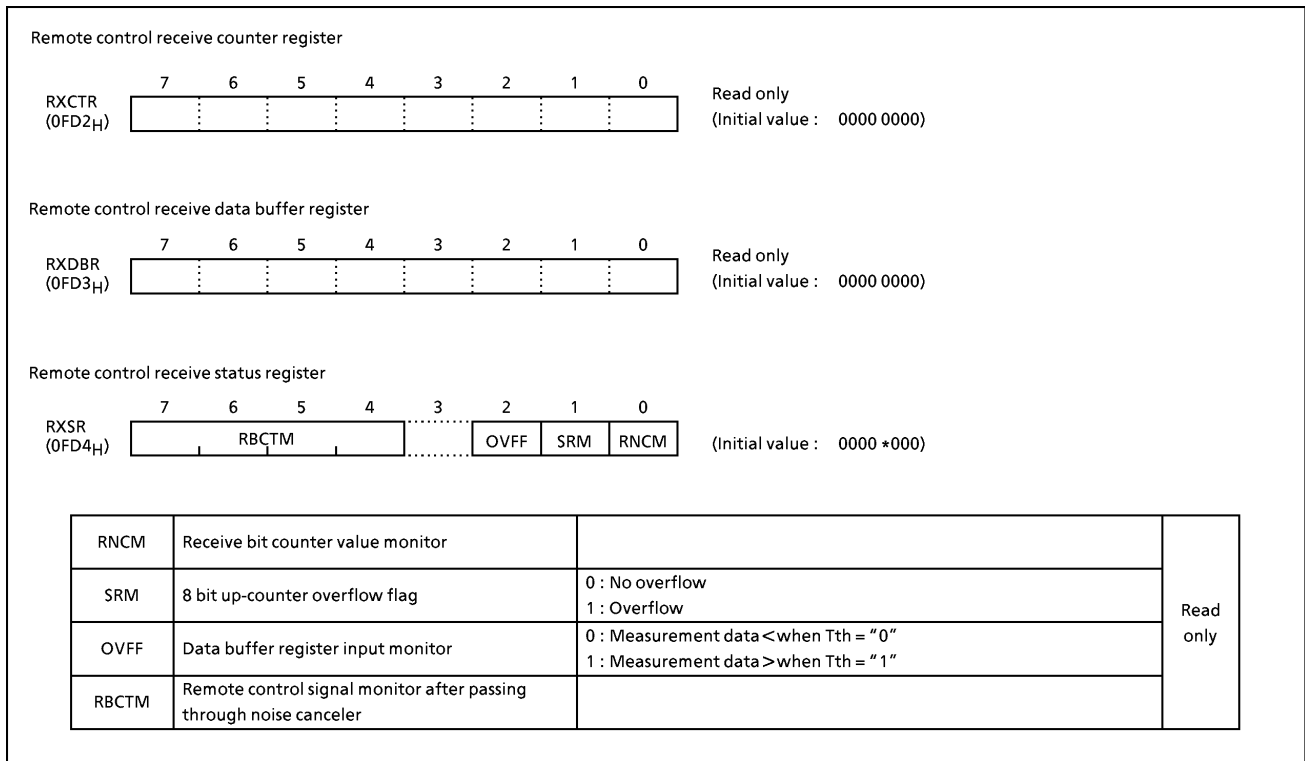 Remote control receive counter register
7 6 5 4 3 2 1 0
RXCTR
(0FD2H)
Read only
(Initial value : 0000 0000)
Remote control receive data buffer register
7 6 5 4 3 2 1 0
RXDBR
(0FD3H)
Read only
(Initial value : 0000 0000)
Remote control receive status register
7 6 5 4 3 2 1 0
RXSR
(0FD4H)
RBCTM OVFF SRM RNCM
(Initial value : 0000 *000)
RNCM Receive bit counter value monitor
SRM 8 bit up-counter overflow flag
0 : No overflow
1 : Overflow
OVFF Data buffer register input monitor
0 : Measurement data<when Tth = “0”
1 : Measurement data>when Tth = “1”
RBCTM
Remote control signal monitor after passing
through noise canceler
Read
only